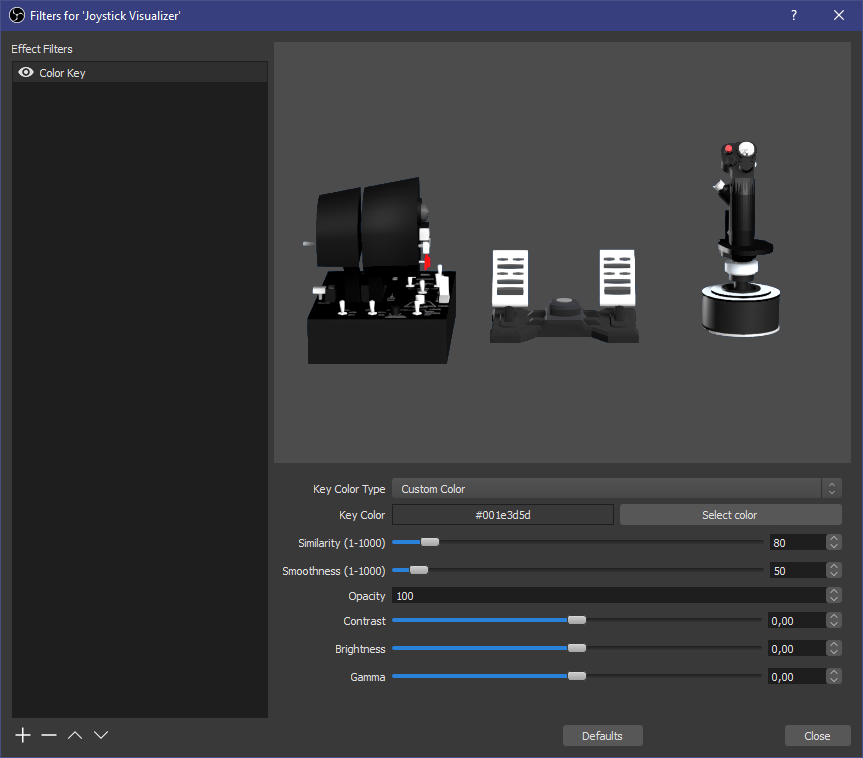 Filters for 'Joystick Visualizer'
?
Effect Filters
Color Key
Key Color Type Custom Color
Key Color #001e3d5d Select color
Similarity (1-1000) 80
Smoothness (1-1000) 50
Opacity 100
Contrast 0,00
Brightness 0,00
Gamma 0,00
Defaults Close